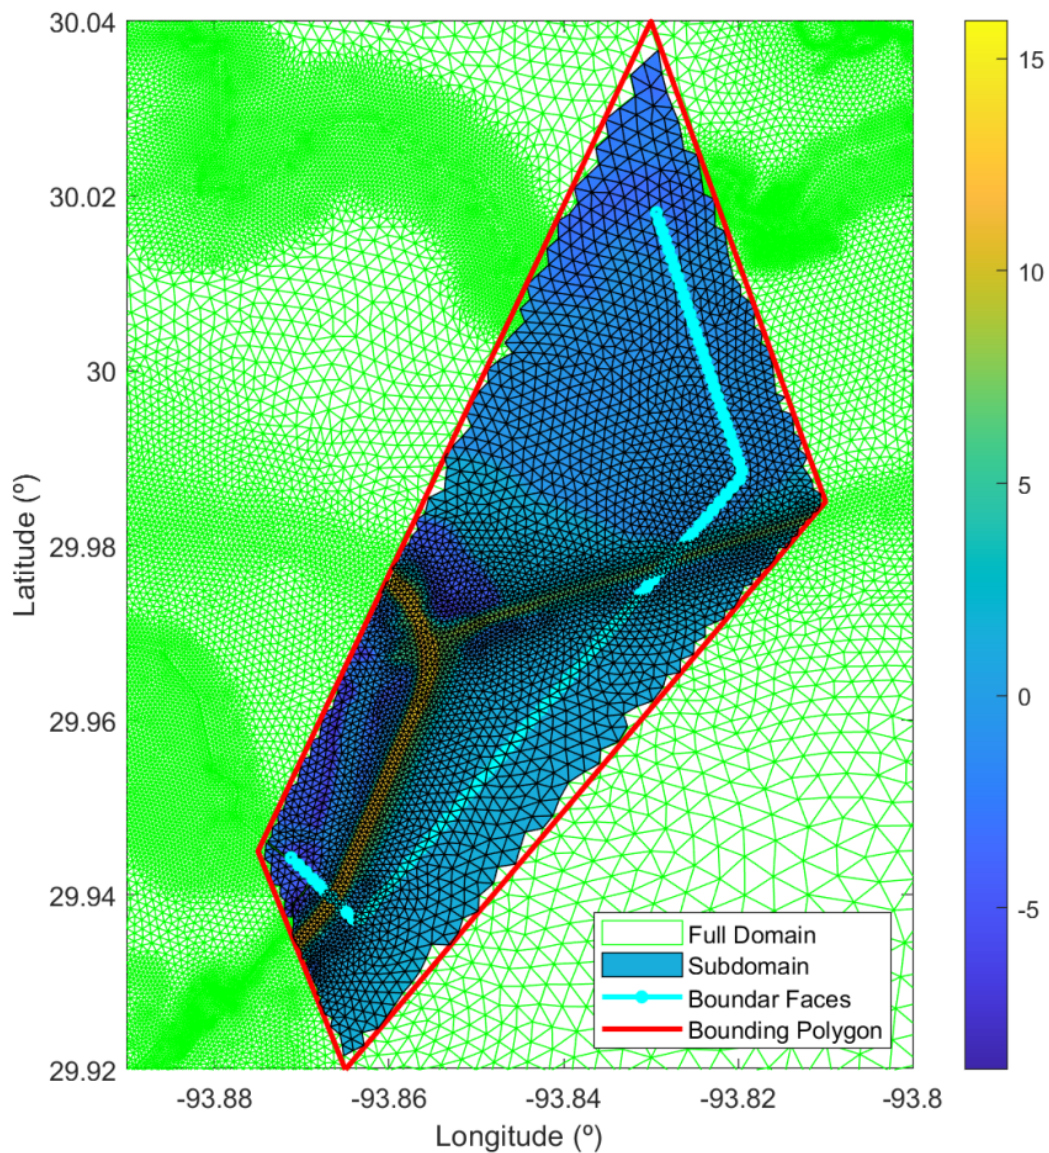 30.04
30.02
30
29.98
29.96
29.94
29.92
Latitude (º)
-93.88
-93.86
-93.84
-93.82
-93.8
Longitude (º)
Full Domain
Subdomain
Boundar Faces
Bounding Polygon
15
10
5
0
-5